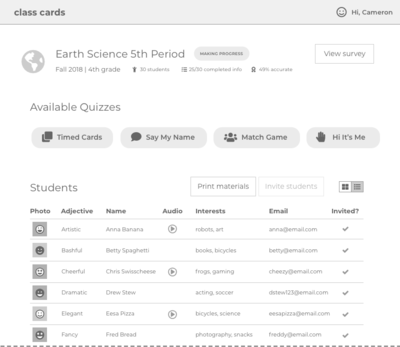 class cards
Hi, Cameron
Earth Science 5th Period
MAKING PROGRESS
View survey
Fall 2018 | 4th grade
30 students
25/30 completed info
49% accurate
Available Quizzes
Timed Cards
Say My Name
Match Game
Hi It's Me
Students
Print materials
Invite students
Photo Adjective Name Audio Interests Email Invited?
Artistic Anna Banana robots, art anna@email.com
Bashful Betty Spaghetti books, bicycles betty@email.com
Cheerful Chris Swisscheese frogs, gaming cheezy@email.com
Dramatic Drew Stew acting, soccer dstew123@email.com
Elegant Eesa Pizza bicycles, science eesapizza@email.com
Fancy Fred Bread photography, snacks freddy@email.com